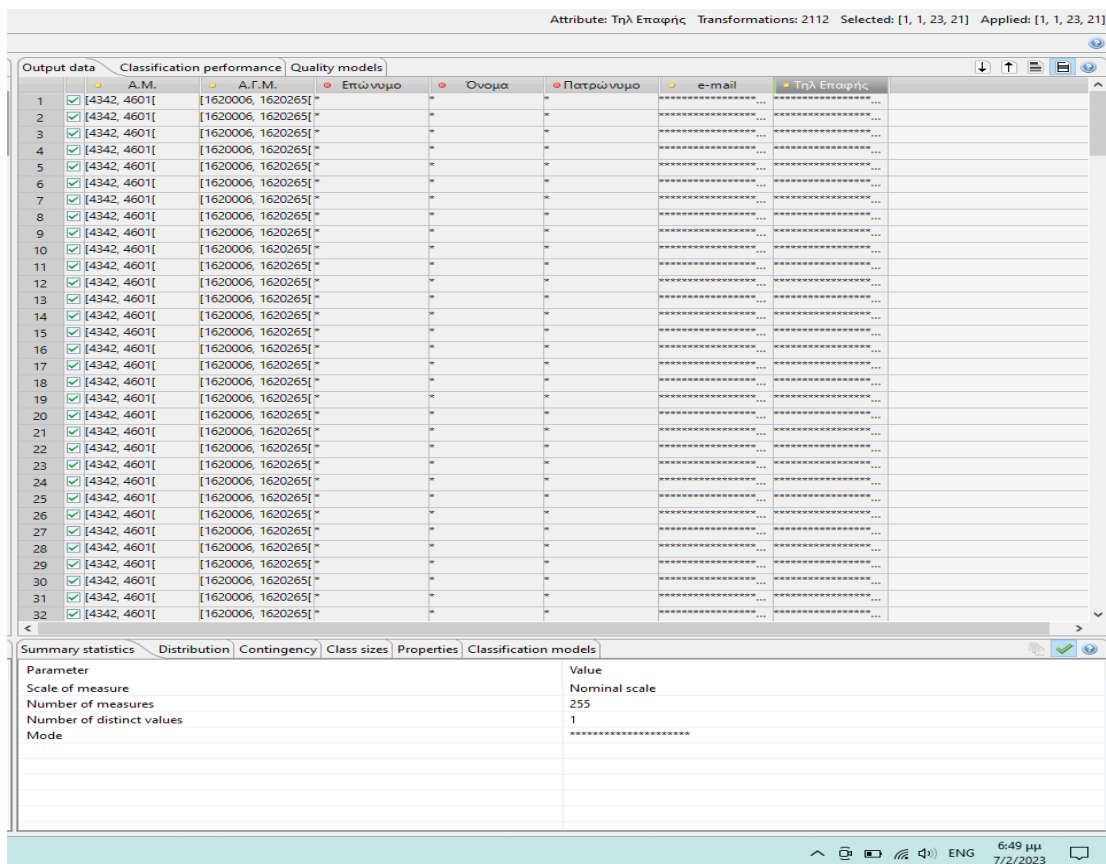 Attribute: Τηλ Επαφής Transformations: 2112 Selected: [1, 1, 23, 21] Applied: [1, 1, 23, 21]
Output data Classification performance Quality models
Α.Μ. Α.Γ.Μ. Επώνυμο Όνομα Πατρώνυμο e-mail Τηλ Επαφής
1 [4342, 4601[ [1620006, 1620265[ * * * *****************... *****************...
2 [4342, 4601[ [1620006, 1620265[ * * * *****************... *****************...
3 [4342, 4601[ [1620006, 1620265[ * * * *****************... *****************...
4 [4342, 4601[ [1620006, 1620265[ * * * *****************... *****************...
5 [4342, 4601[ [1620006, 1620265[ * * * *****************... *****************...
6 [4342, 4601[ [1620006, 1620265[ * * * *****************... *****************...
7 [4342, 4601[ [1620006, 1620265[ * * * *****************... *****************...
8 [4342, 4601[ [1620006, 1620265[ * * * *****************... *****************...
9 [4342, 4601[ [1620006, 1620265[ * * * *****************... *****************...
10 [4342, 4601[ [1620006, 1620265[ * * * *****************... *****************...
11 [4342, 4601[ [1620006, 1620265[ * * * *****************... *****************...
12 [4342, 4601[ [1620006, 1620265[ * * * *****************... *****************...
13 [4342, 4601[ [1620006, 1620265[ * * * *****************... *****************...
14 [4342, 4601[ [1620006, 1620265[ * * * *****************... *****************...
15 [4342, 4601[ [1620006, 1620265[ * * * *****************... *****************...
16 [4342, 4601[ [1620006, 1620265[ * * * *****************... *****************...
17 [4342, 4601[ [1620006, 1620265[ * * * *****************... *****************...
18 [4342, 4601[ [1620006, 1620265[ * * * *****************... *****************...
19 [4342, 4601[ [1620006, 1620265[ * * * *****************... *****************...
20 [4342, 4601[ [1620006, 1620265[ * * * *****************... *****************...
21 [4342, 4601[ [1620006, 1620265[ * * * *****************... *****************...
22 [4342, 4601[ [1620006, 1620265[ * * * *****************... *****************...
23 [4342, 4601[ [1620006, 1620265[ * * * *****************... *****************...
24 [4342, 4601[ [1620006, 1620265[ * * * *****************... *****************...
25 [4342, 4601[ [1620006, 1620265[ * * * *****************... *****************...
26 [4342, 4601[ [1620006, 1620265[ * * * *****************... *****************...
27 [4342, 4601[ [1620006, 1620265[ * * * *****************... *****************...
28 [4342, 4601[ [1620006, 1620265[ * * * *****************... *****************...
29 [4342, 4601[ [1620006, 1620265[ * * * *****************... *****************...
30 [4342, 4601[ [1620006, 1620265[ * * * *****************... *****************...
31 [4342, 4601[ [1620006, 1620265[ * * * *****************... *****************...
32 [4342, 4601[ [1620006, 1620265[ * * * *****************... *****************...
Summary statistics Distribution Contingency Class sizes Properties Classification models
Parameter Value
Scale of measure Nominal scale
Number of measures 255
Number of distinct values 1
Mode *********************
ENG 6:49 μμ
7/2/2023